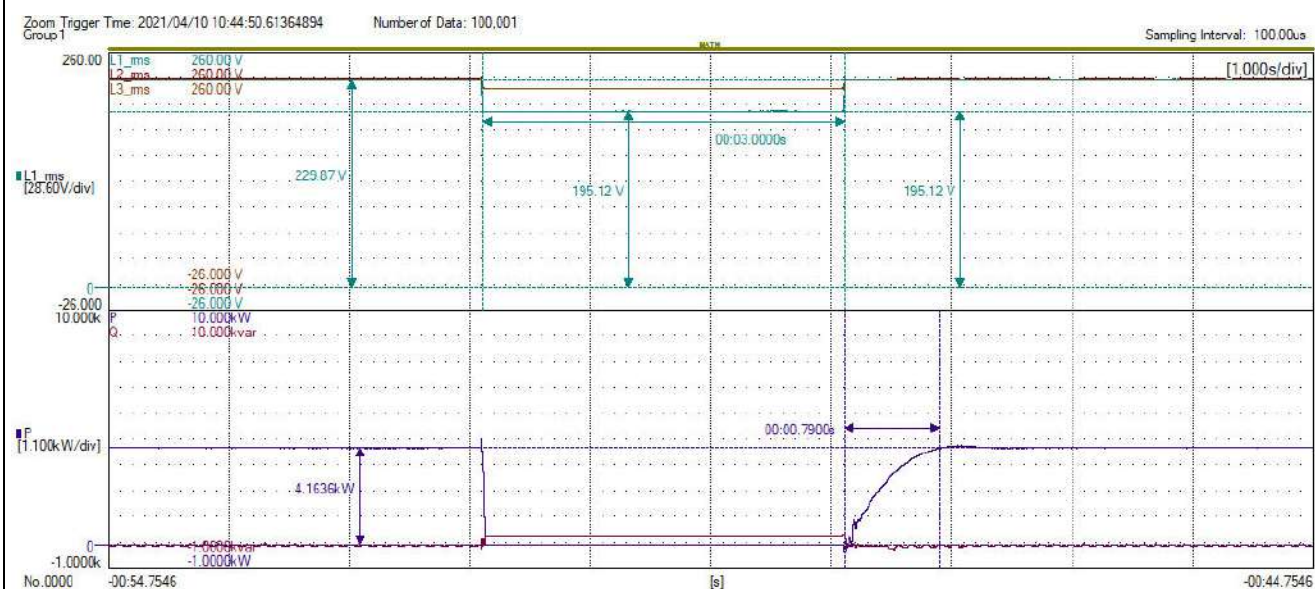 Zoom Trigger Time: 2021/04/10 10:44:50.61364894 Number of Data: 100,001
Group1 Sampling Interval: 100.00us
MATH
260.00 L1_rms 260.00 V [1.000s/div]
L2_rms 260.00 V
L3_rms 260.00 V
00:03.0000s
L1_rms 229.87 V
[28.60V/div] 195.12 V 195.12 V
-26.000 V
0 -26.000 V
-26.000 -26.000 V
10.000k P 10.000kW
Q 10.000kvar
P 00:00.7900s
[1.100kW/div]
4.1636kW
0 -1.0000kvar
-1.0000k -1.0000kW
No.0000 -00:54.7546 [s] -00:44.7546